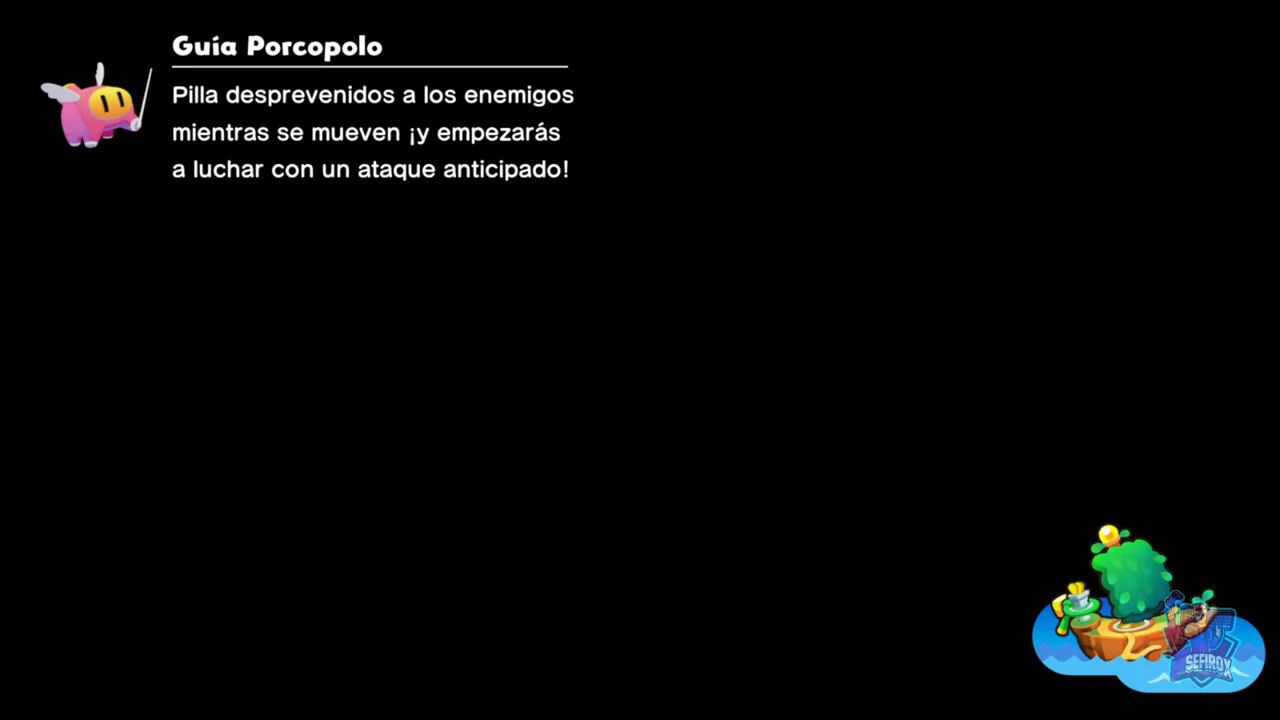 Guía Porcopolo
Pilla desprevenidos a los enemigos
mientras se mueven ¡y empezarás
a luchar con un ataque anticipado!
SEFIROX